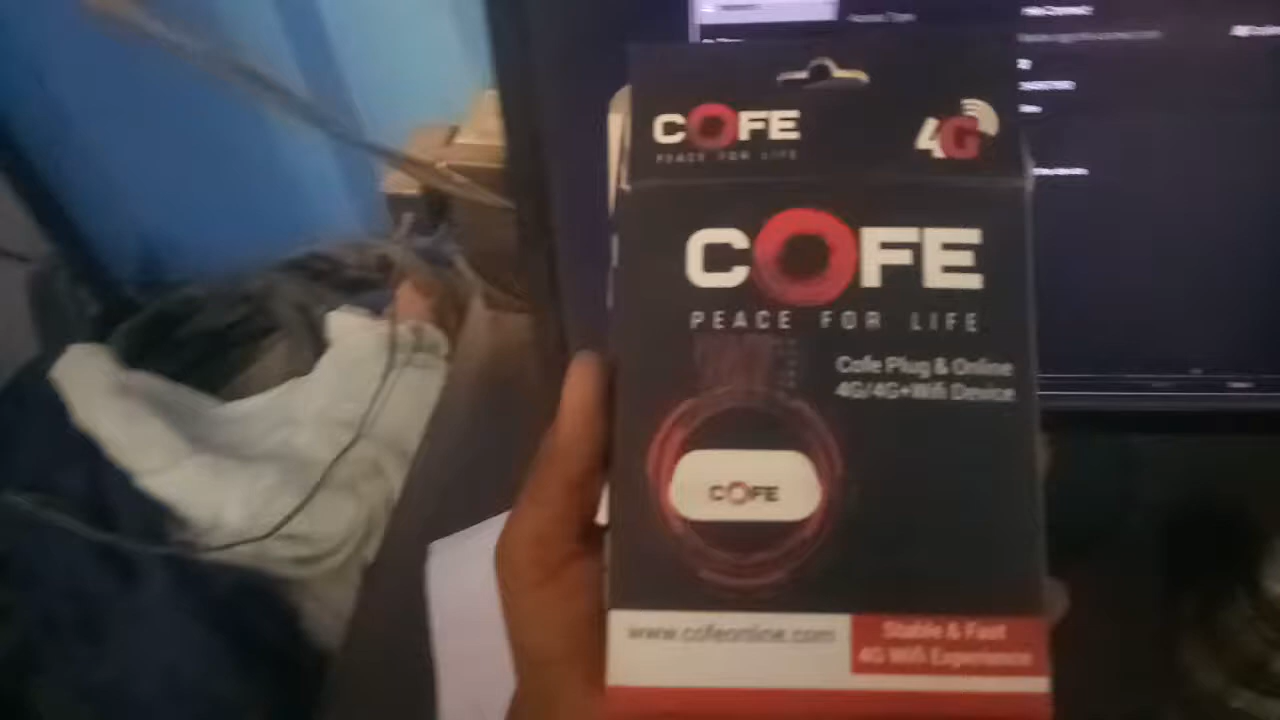 COFE
PEACE FOR LIFE
4G
COFE
PEACE FOR LIFE
Cofe Plug & Online
4G/4G+Wifi Device
COFE
www.cofeonline.com
Stable & Fast
4G Wifi Experience